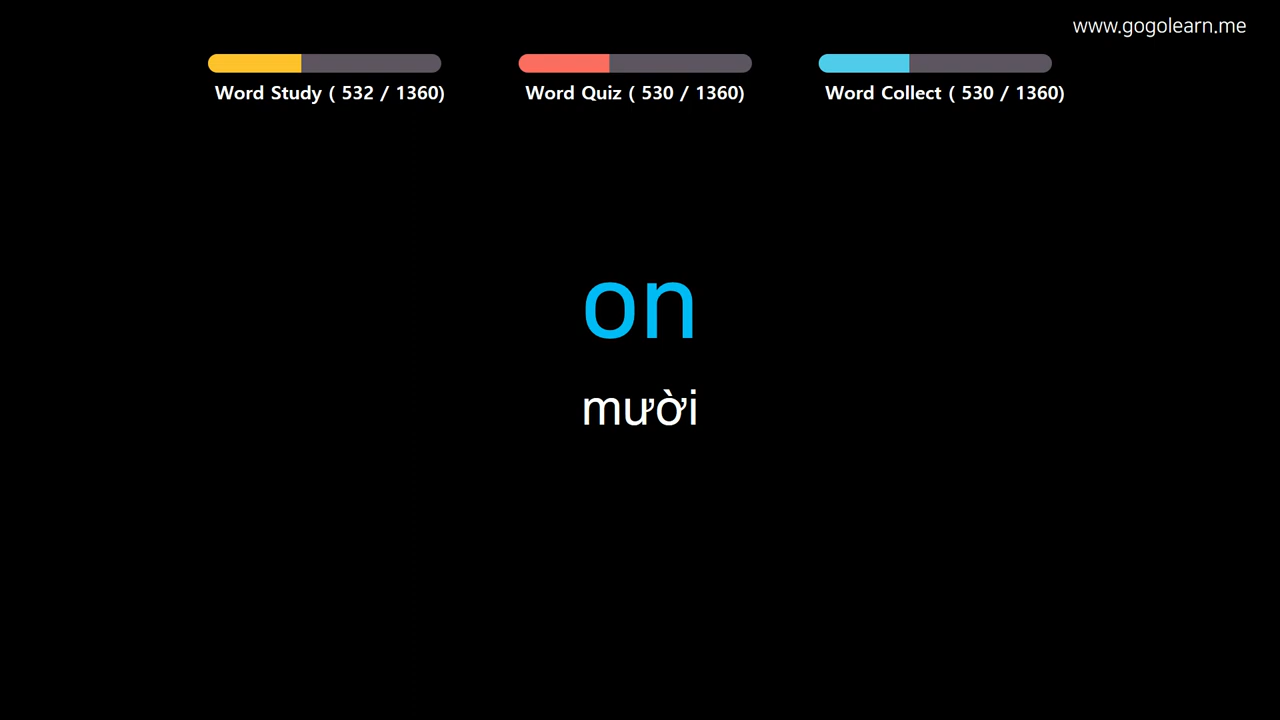 www.gogolearn.me
Word Study ( 532 / 1360)
Word Quiz ( 530 / 1360)
Word Collect ( 530 / 1360)
on
mười